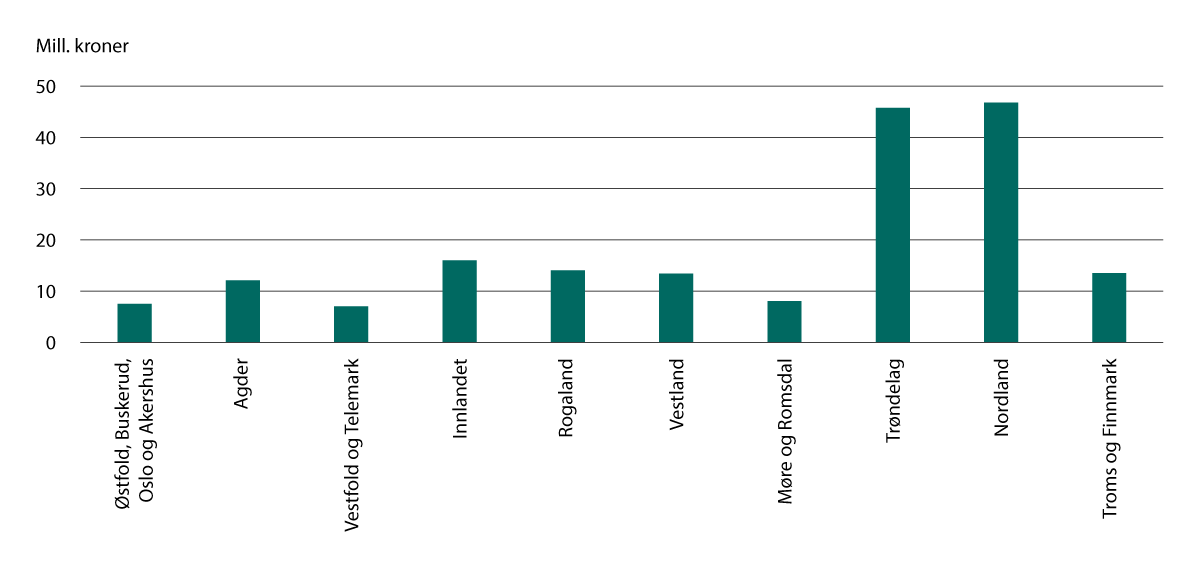 Mill. kroner
50
40
30
20
10
0
Østfold, Buskerud,
Oslo og Akershus
Agder
Vestfold og Telemark
Innlandet
Rogaland
Vestland
Møre og Romsdal
Trøndelag
Nordland
Troms og Finnmark